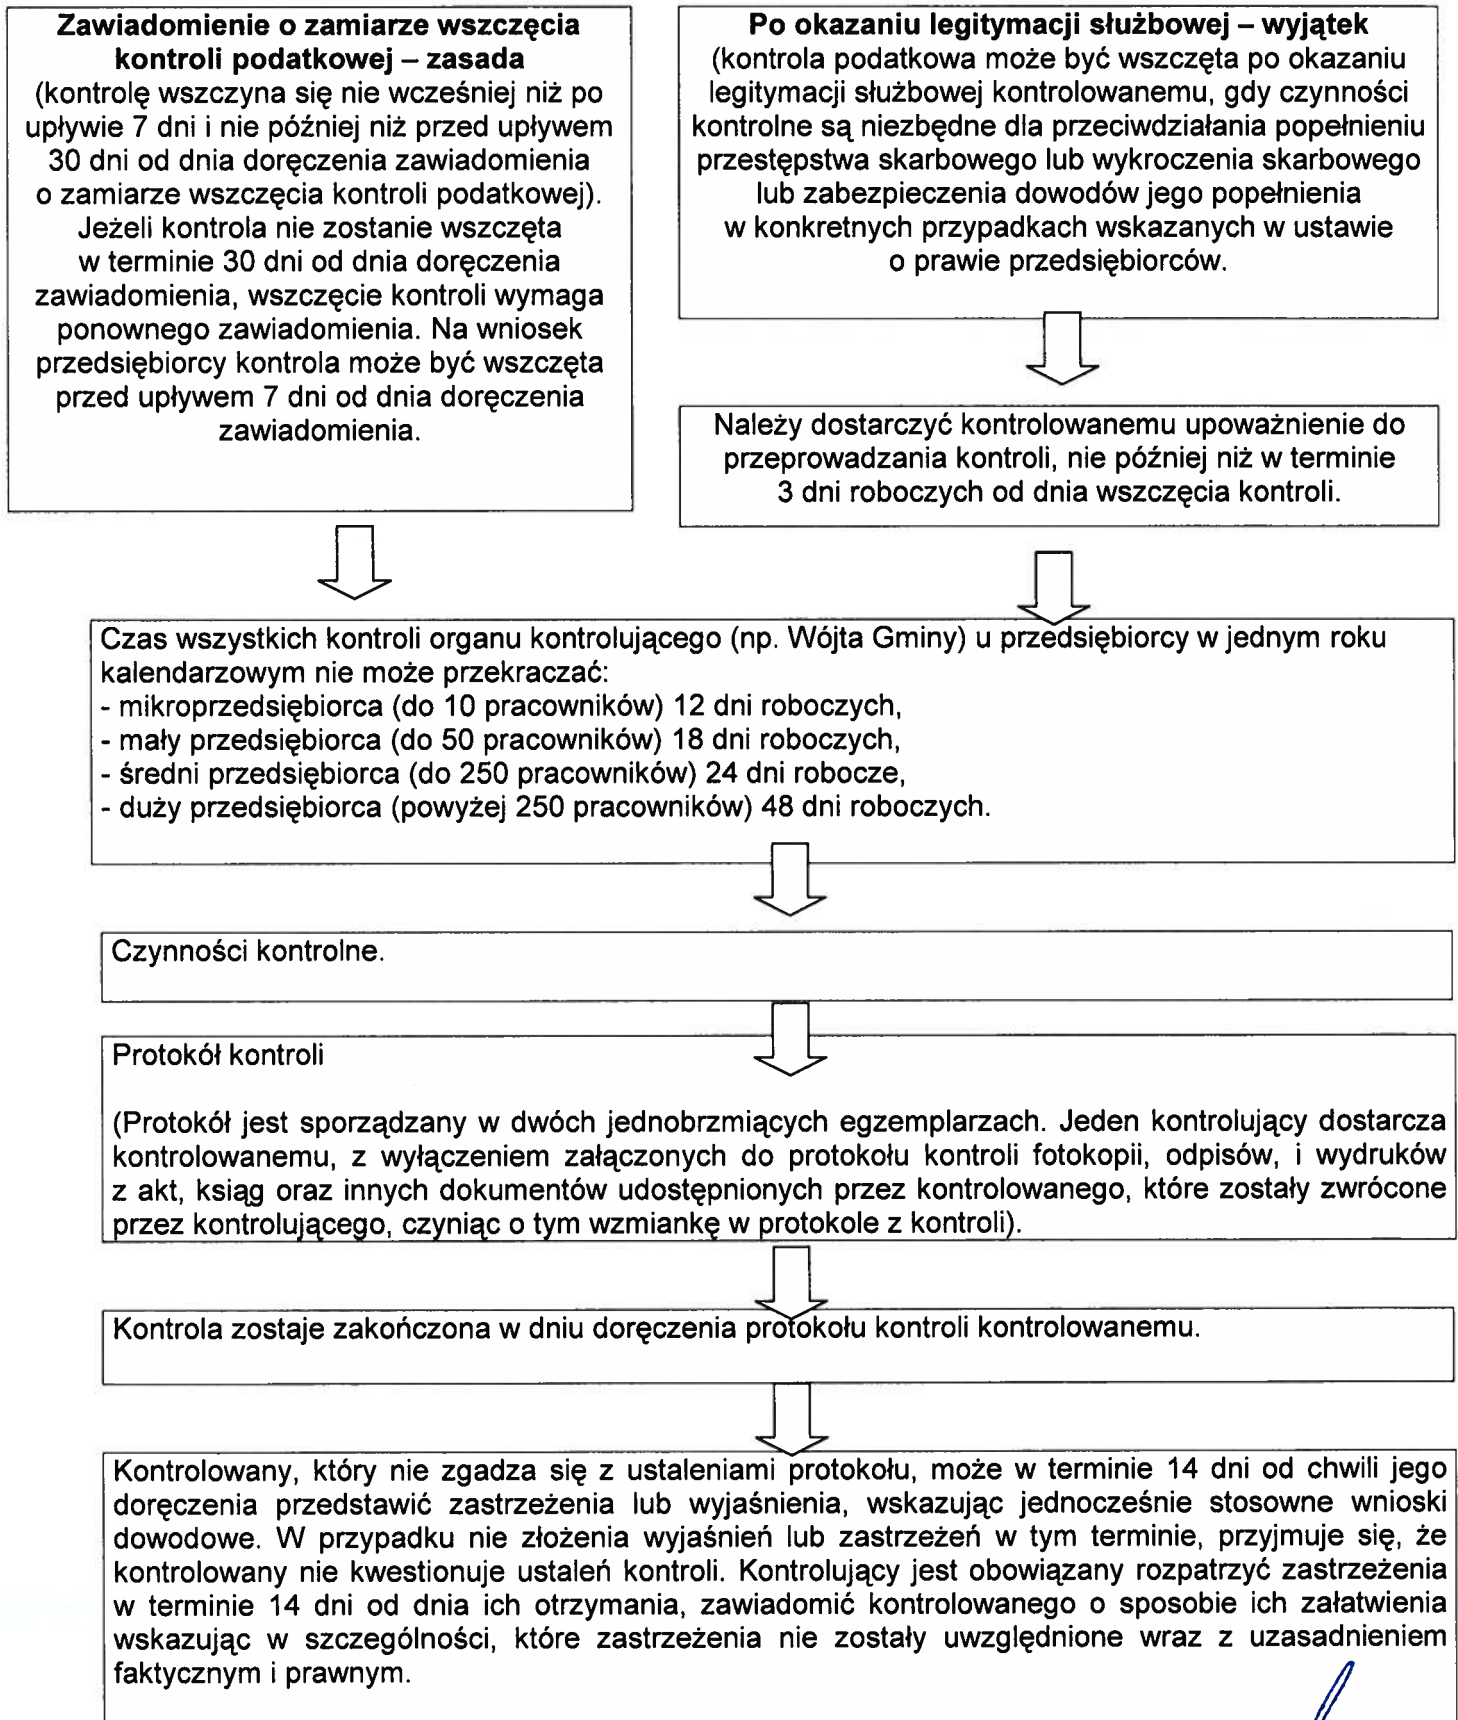 Zawiadomienie o zamiarze wszczęcia
kontroli podatkowej – zasada
(kontrolę wszczyna się nie wcześniej niż po
upływie 7 dni i nie później niż przed upływem
30 dni od dnia doręczenia zawiadomienia
o zamiarze wszczęcia kontroli podatkowej).
Jeżeli kontrola nie zostanie wszczęta
w terminie 30 dni od dnia doręczenia
zawiadomienia, wszczęcie kontroli wymaga
ponownego zawiadomienia. Na wniosek
przedsiębiorcy kontrola może być wszczęta
przed upływem 7 dni od dnia doręczenia
zawiadomienia.
Po okazaniu legitymacji służbowej – wyjątek
(kontrola podatkowa może być wszczęta po okazaniu
legitymacji służbowej kontrolowanemu, gdy czynności
kontrolne są niezbędne dla przeciwdziałania popełnieniu
przestępstwa skarbowego lub wykroczenia skarbowego
lub zabezpieczenia dowodów jego popełnienia
w konkretnych przypadkach wskazanych w ustawie
o prawie przedsiębiorców.
Należy dostarczyć kontrolowanemu upoważnienie do
przeprowadzania kontroli, nie później niż w terminie
3 dni roboczych od dnia wszczęcia kontroli.
Czas wszystkich kontroli organu kontrolującego (np. Wójta Gminy) u przedsiębiorcy w jednym roku
kalendarzowym nie może przekraczać:
- mikroprzedsiębiorca (do 10 pracowników) 12 dni roboczych,
- mały przedsiębiorca (do 50 pracowników) 18 dni roboczych,
- średni przedsiębiorca (do 250 pracowników) 24 dni robocze,
- duży przedsiębiorca (powyżej 250 pracowników) 48 dni roboczych.
Czynności kontrolne.
Protokół kontroli
(Protokół jest sporządzany w dwóch jednobrzmiących egzemplarzach. Jeden kontrolujący dostarcza
kontrolowanemu, z wyłączeniem załączonych do protokołu kontroli fotokopii, odpisów, i wydruków
z akt, ksiąg oraz innych dokumentów udostępnionych przez kontrolowanego, które zostały zwrócone
przez kontrolującego, czyniąc o tym wzmiankę w protokole z kontroli).
Kontrola zostaje zakończona w dniu doręczenia protokołu kontroli kontrolowanemu.
Kontrolowany, który nie zgadza się z ustaleniami protokołu, może w terminie 14 dni od chwili jego
doręczenia przedstawić zastrzeżenia lub wyjaśnienia, wskazując jednocześnie stosowne wnioski
dowodowe. W przypadku nie złożenia wyjaśnień lub zastrzeżeń w tym terminie, przyjmuje się, że
kontrolowany nie kwestionuje ustaleń kontroli. Kontrolujący jest obowiązany rozpatrzyć zastrzeżenia
w terminie 14 dni od dnia ich otrzymania, zawiadomić kontrolowanego o sposobie ich załatwienia
wskazując w szczególności, które zastrzeżenia nie zostały uwzględnione wraz z uzasadnieniem
faktycznym i prawnym.